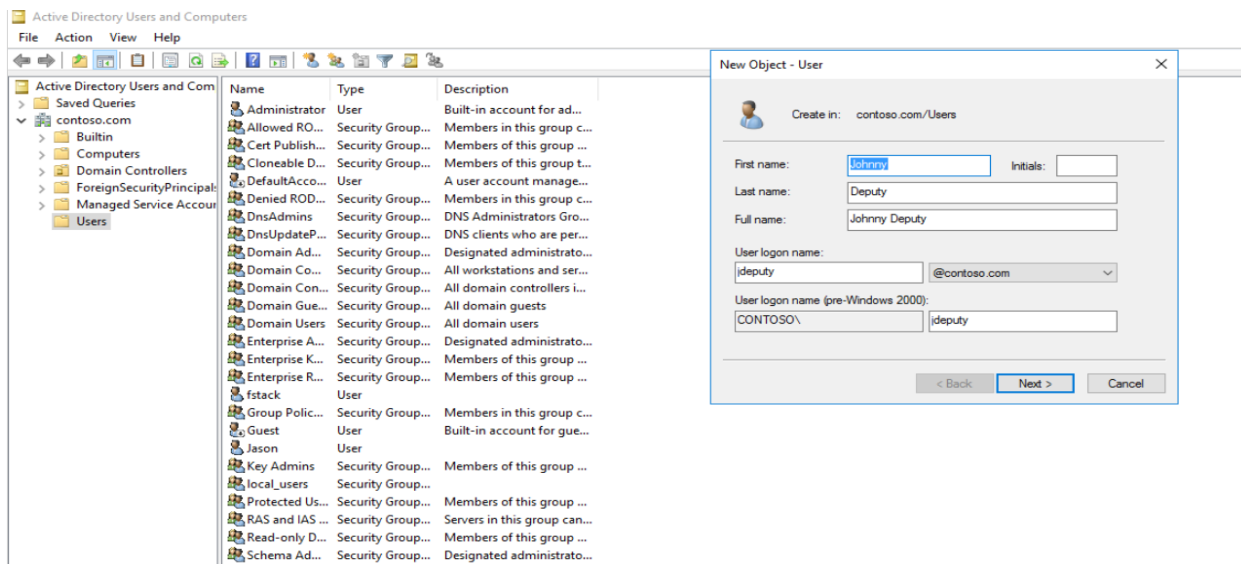 Active Directory Users and Computers
File Action View Help
Active Directory Users and Com
Saved Queries
contoso.com
Builtin
Computers
Domain Controllers
ForeignSecurityPrincipals
Managed Service Accour
Users
Name Type Description
Administrator User Built-in account for ad...
Allowed RO... Security Group... Members in this group c...
Cert Publish... Security Group... Members of this group ...
Cloneable D... Security Group... Members of this group t...
DefaultAcco... User A user account manage...
Denied ROD... Security Group... Members in this group c...
DnsAdmins Security Group... DNS Administrators Gro...
DnsUpdateP... Security Group... DNS clients who are per...
Domain Ad... Security Group... Designated administrato...
Domain Co... Security Group... All workstations and ser...
Domain Con... Security Group... All domain controllers i...
Domain Gue... Security Group... All domain guests
Domain Users Security Group... All domain users
Enterprise A... Security Group... Designated administrato...
Enterprise K... Security Group... Members of this group ...
Enterprise R... Security Group... Members of this group ...
fstack User
Group Polic... Security Group... Members in this group c...
Guest User Built-in account for gue...
Jason User
Key Admins Security Group... Members of this group ...
local_users Security Group...
Protected Us... Security Group... Members of this group ...
RAS and IAS ... Security Group... Servers in this group can...
Read-only D... Security Group... Members of this group ...
Schema Ad... Security Group... Designated administrato...
New Object - User
Create in: contoso.com/Users
First name: Johnny Initials:
Last name: Deputy
Full name: Johnny Deputy
User logon name:
jdeputy @contoso.com
User logon name (pre-Windows 2000):
CONTOSO\ jdeputy
< Back Next > Cancel